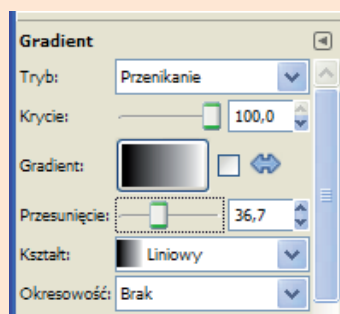 Gradient
Tryb: Przenikanie
Krycie: 100,0
Gradient:
Przesunięcie: 36,7
Kształt: Liniowy
Okresowość: Brak